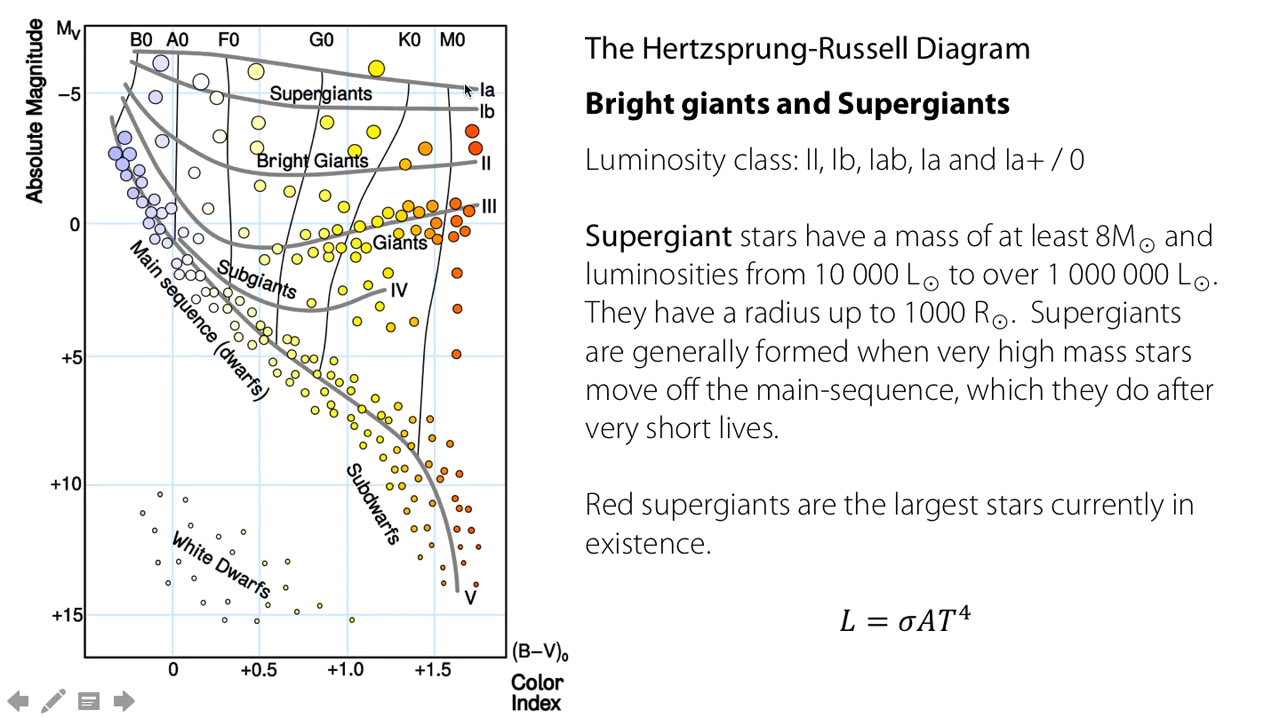 The Hertzsprung-Russell Diagram
Bright giants and Supergiants
Luminosity class: II, Ib, Iab, Ia and Ia+ / 0
Supergiant stars have a mass of at least 8M☉ and
luminosities from 10 000 L☉ to over 1 000 000 L☉.
They have a radius up to 1000 R☉. Supergiants
are generally formed when very high mass stars
move off the main-sequence, which they do after
very short lives.
Red supergiants are the largest stars currently in
existence.
L = σAT⁴
Mv
Absolute Magnitude
B0 A0 F0 G0 K0 M0
−5
0
+5
+10
+15
Ia
Supergiants
Ib
Bright Giants
II
III
Giants
Subgiants
IV
Main sequence (dwarfs)
Subdwarfs
White Dwarfs
V
0 +0.5 +1.0 +1.5
(B−V)₀
Color
Index